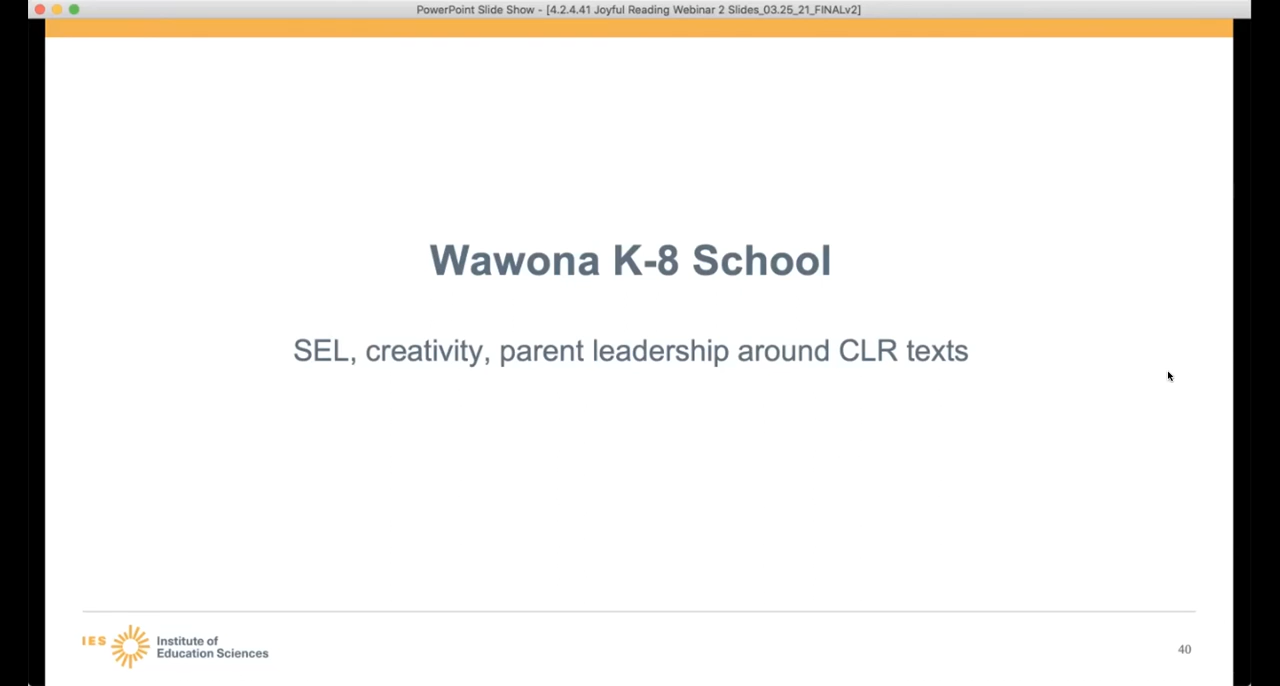 PowerPoint Slide Show - [4.2.4.41 Joyful Reading Webinar 2 Slides_03.25_21_FINALv2]
Wawona K-8 School
SEL, creativity, parent leadership around CLR texts
IES Institute of
Education Sciences
40